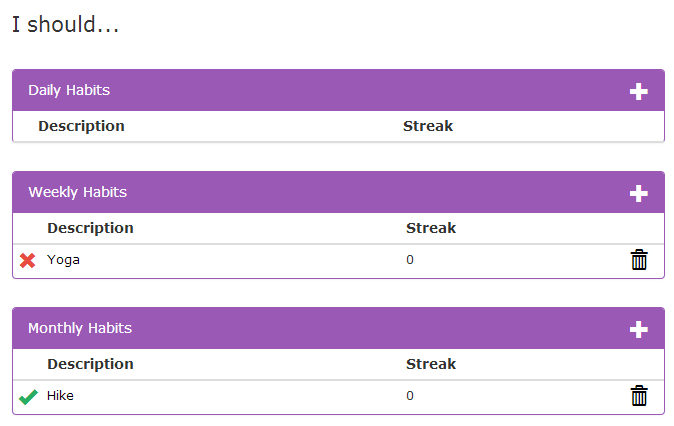 I should...
Daily Habits
Description Streak
Weekly Habits
Description Streak
Yoga 0
Monthly Habits
Description Streak
Hike 0